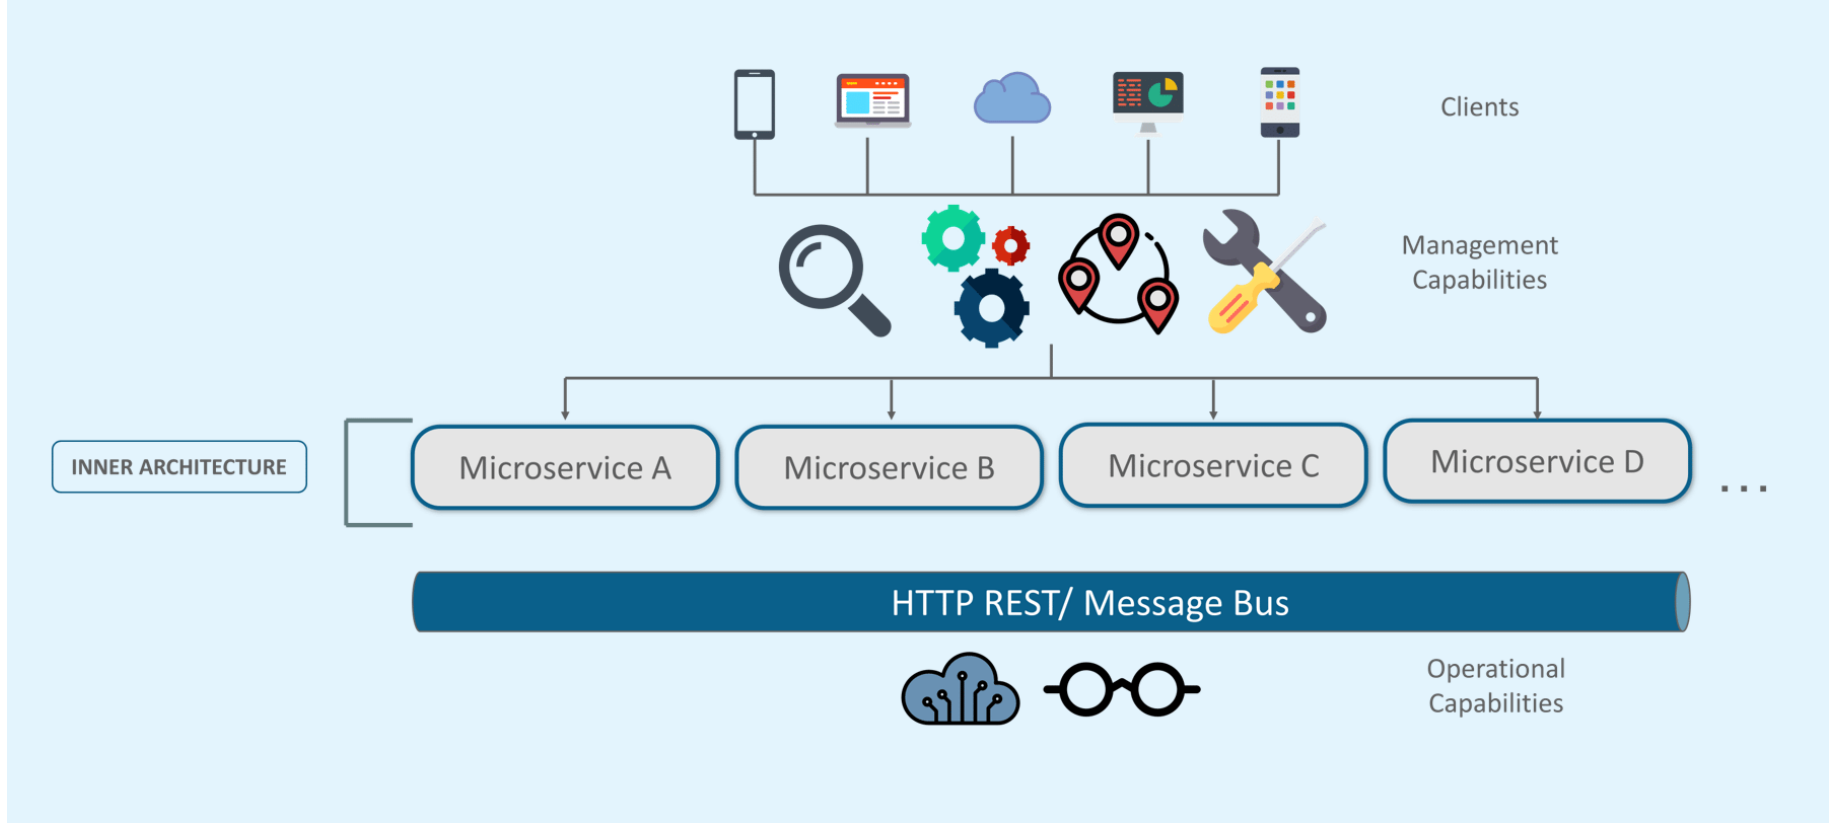 Clients
Management
Capabilities
INNER ARCHITECTURE
Microservice A
Microservice B
Microservice C
Microservice D
...
HTTP REST/ Message Bus
Operational
Capabilities